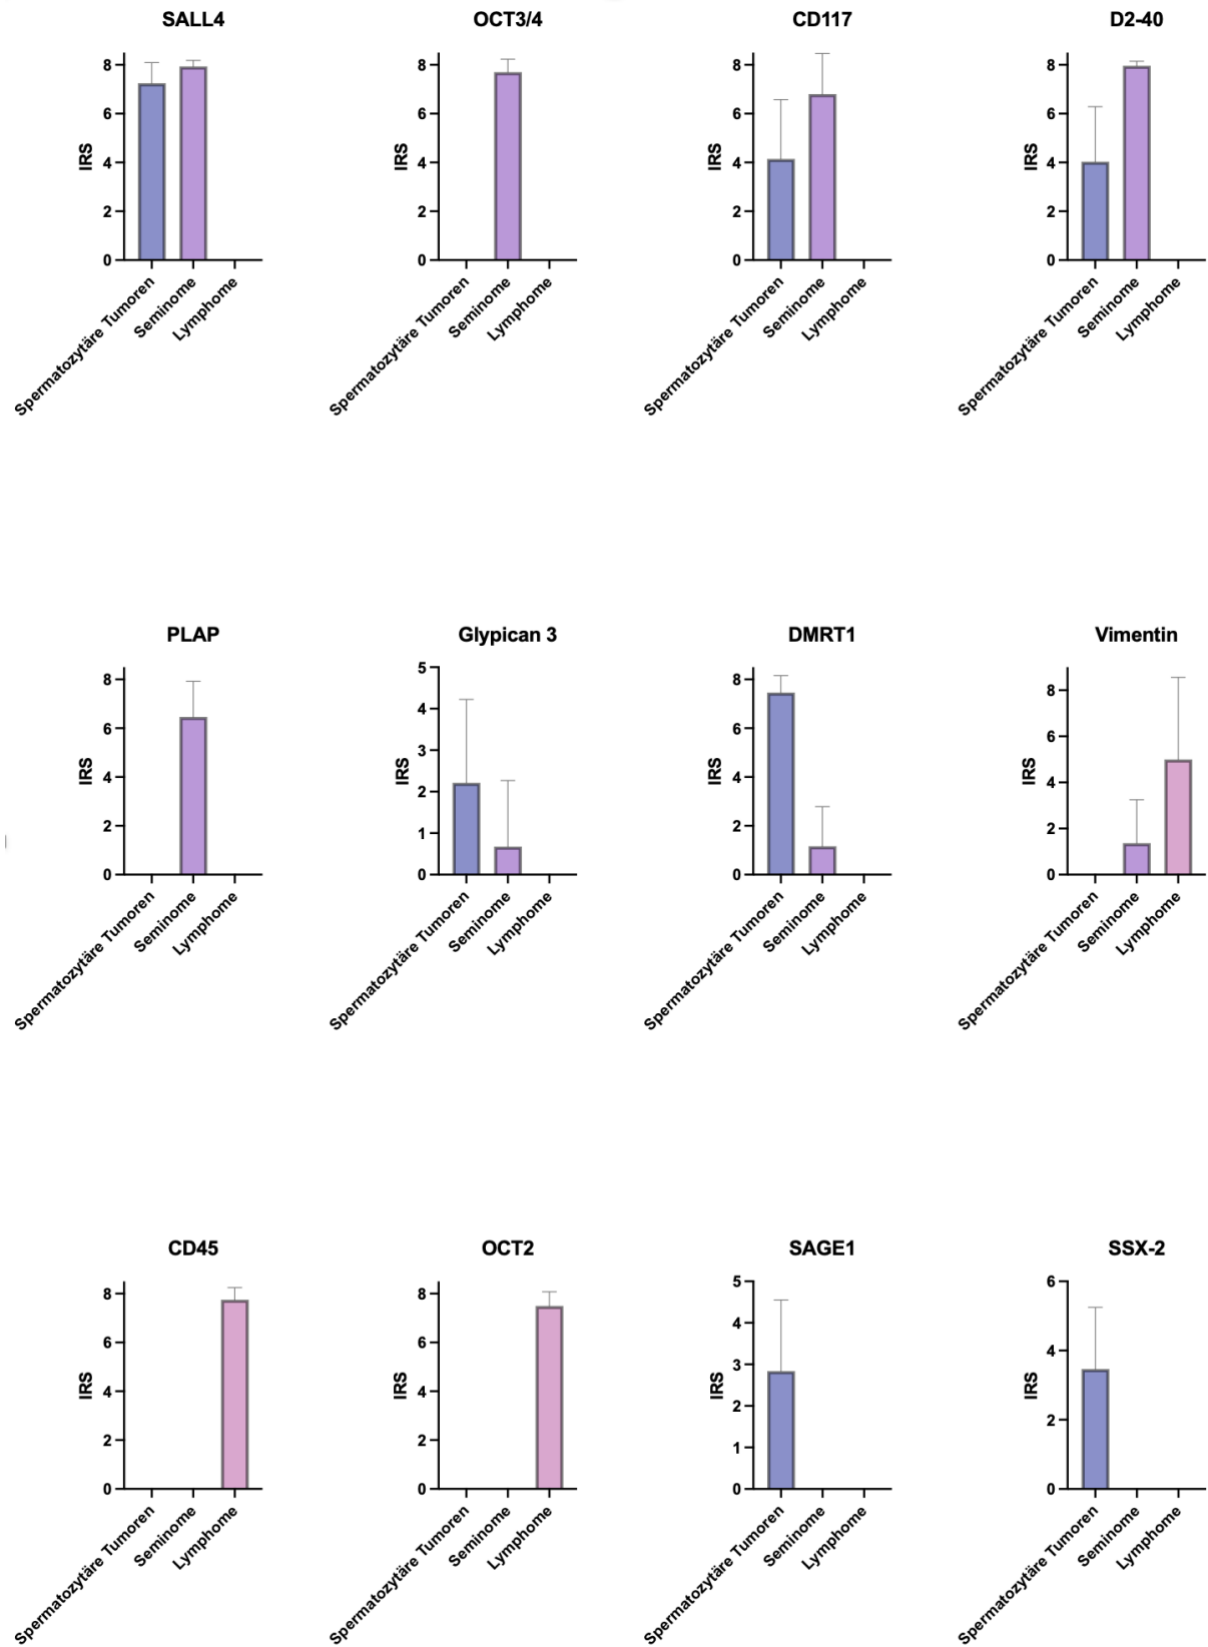 SALL4
IRS
8
6
4
2
0
Spermatozytäre Tumoren
Seminome
Lymphome
OCT3/4
IRS
8
6
4
2
0
Spermatozytäre Tumoren
Seminome
Lymphome
CD117
IRS
8
6
4
2
0
Spermatozytäre Tumoren
Seminome
Lymphome
D2-40
IRS
8
6
4
2
0
Spermatozytäre Tumoren
Seminome
Lymphome
PLAP
IRS
8
6
4
2
0
Spermatozytäre Tumoren
Seminome
Lymphome
Glypican 3
IRS
5
4
3
2
1
0
Spermatozytäre Tumoren
Seminome
Lymphome
DMRT1
IRS
8
6
4
2
0
Spermatozytäre Tumoren
Seminome
Lymphome
Vimentin
IRS
8
6
4
2
0
Spermatozytäre Tumoren
Seminome
Lymphome
CD45
IRS
8
6
4
2
0
Spermatozytäre Tumoren
Seminome
Lymphome
OCT2
IRS
8
6
4
2
0
Spermatozytäre Tumoren
Seminome
Lymphome
SAGE1
IRS
5
4
3
2
1
0
Spermatozytäre Tumoren
Seminome
Lymphome
SSX-2
IRS
6
4
2
0
Spermatozytäre Tumoren
Seminome
Lymphome